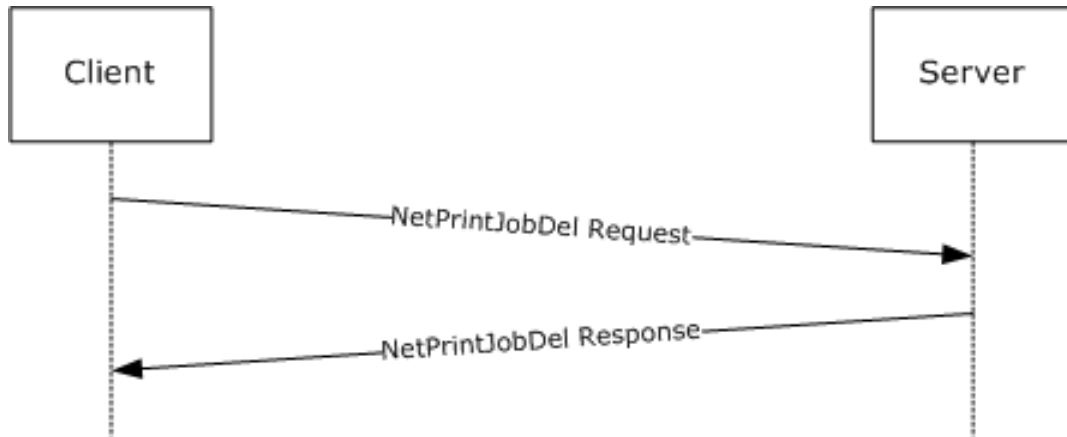 Client
Server
NetPrintJobDel Request
NetPrintJobDel Response